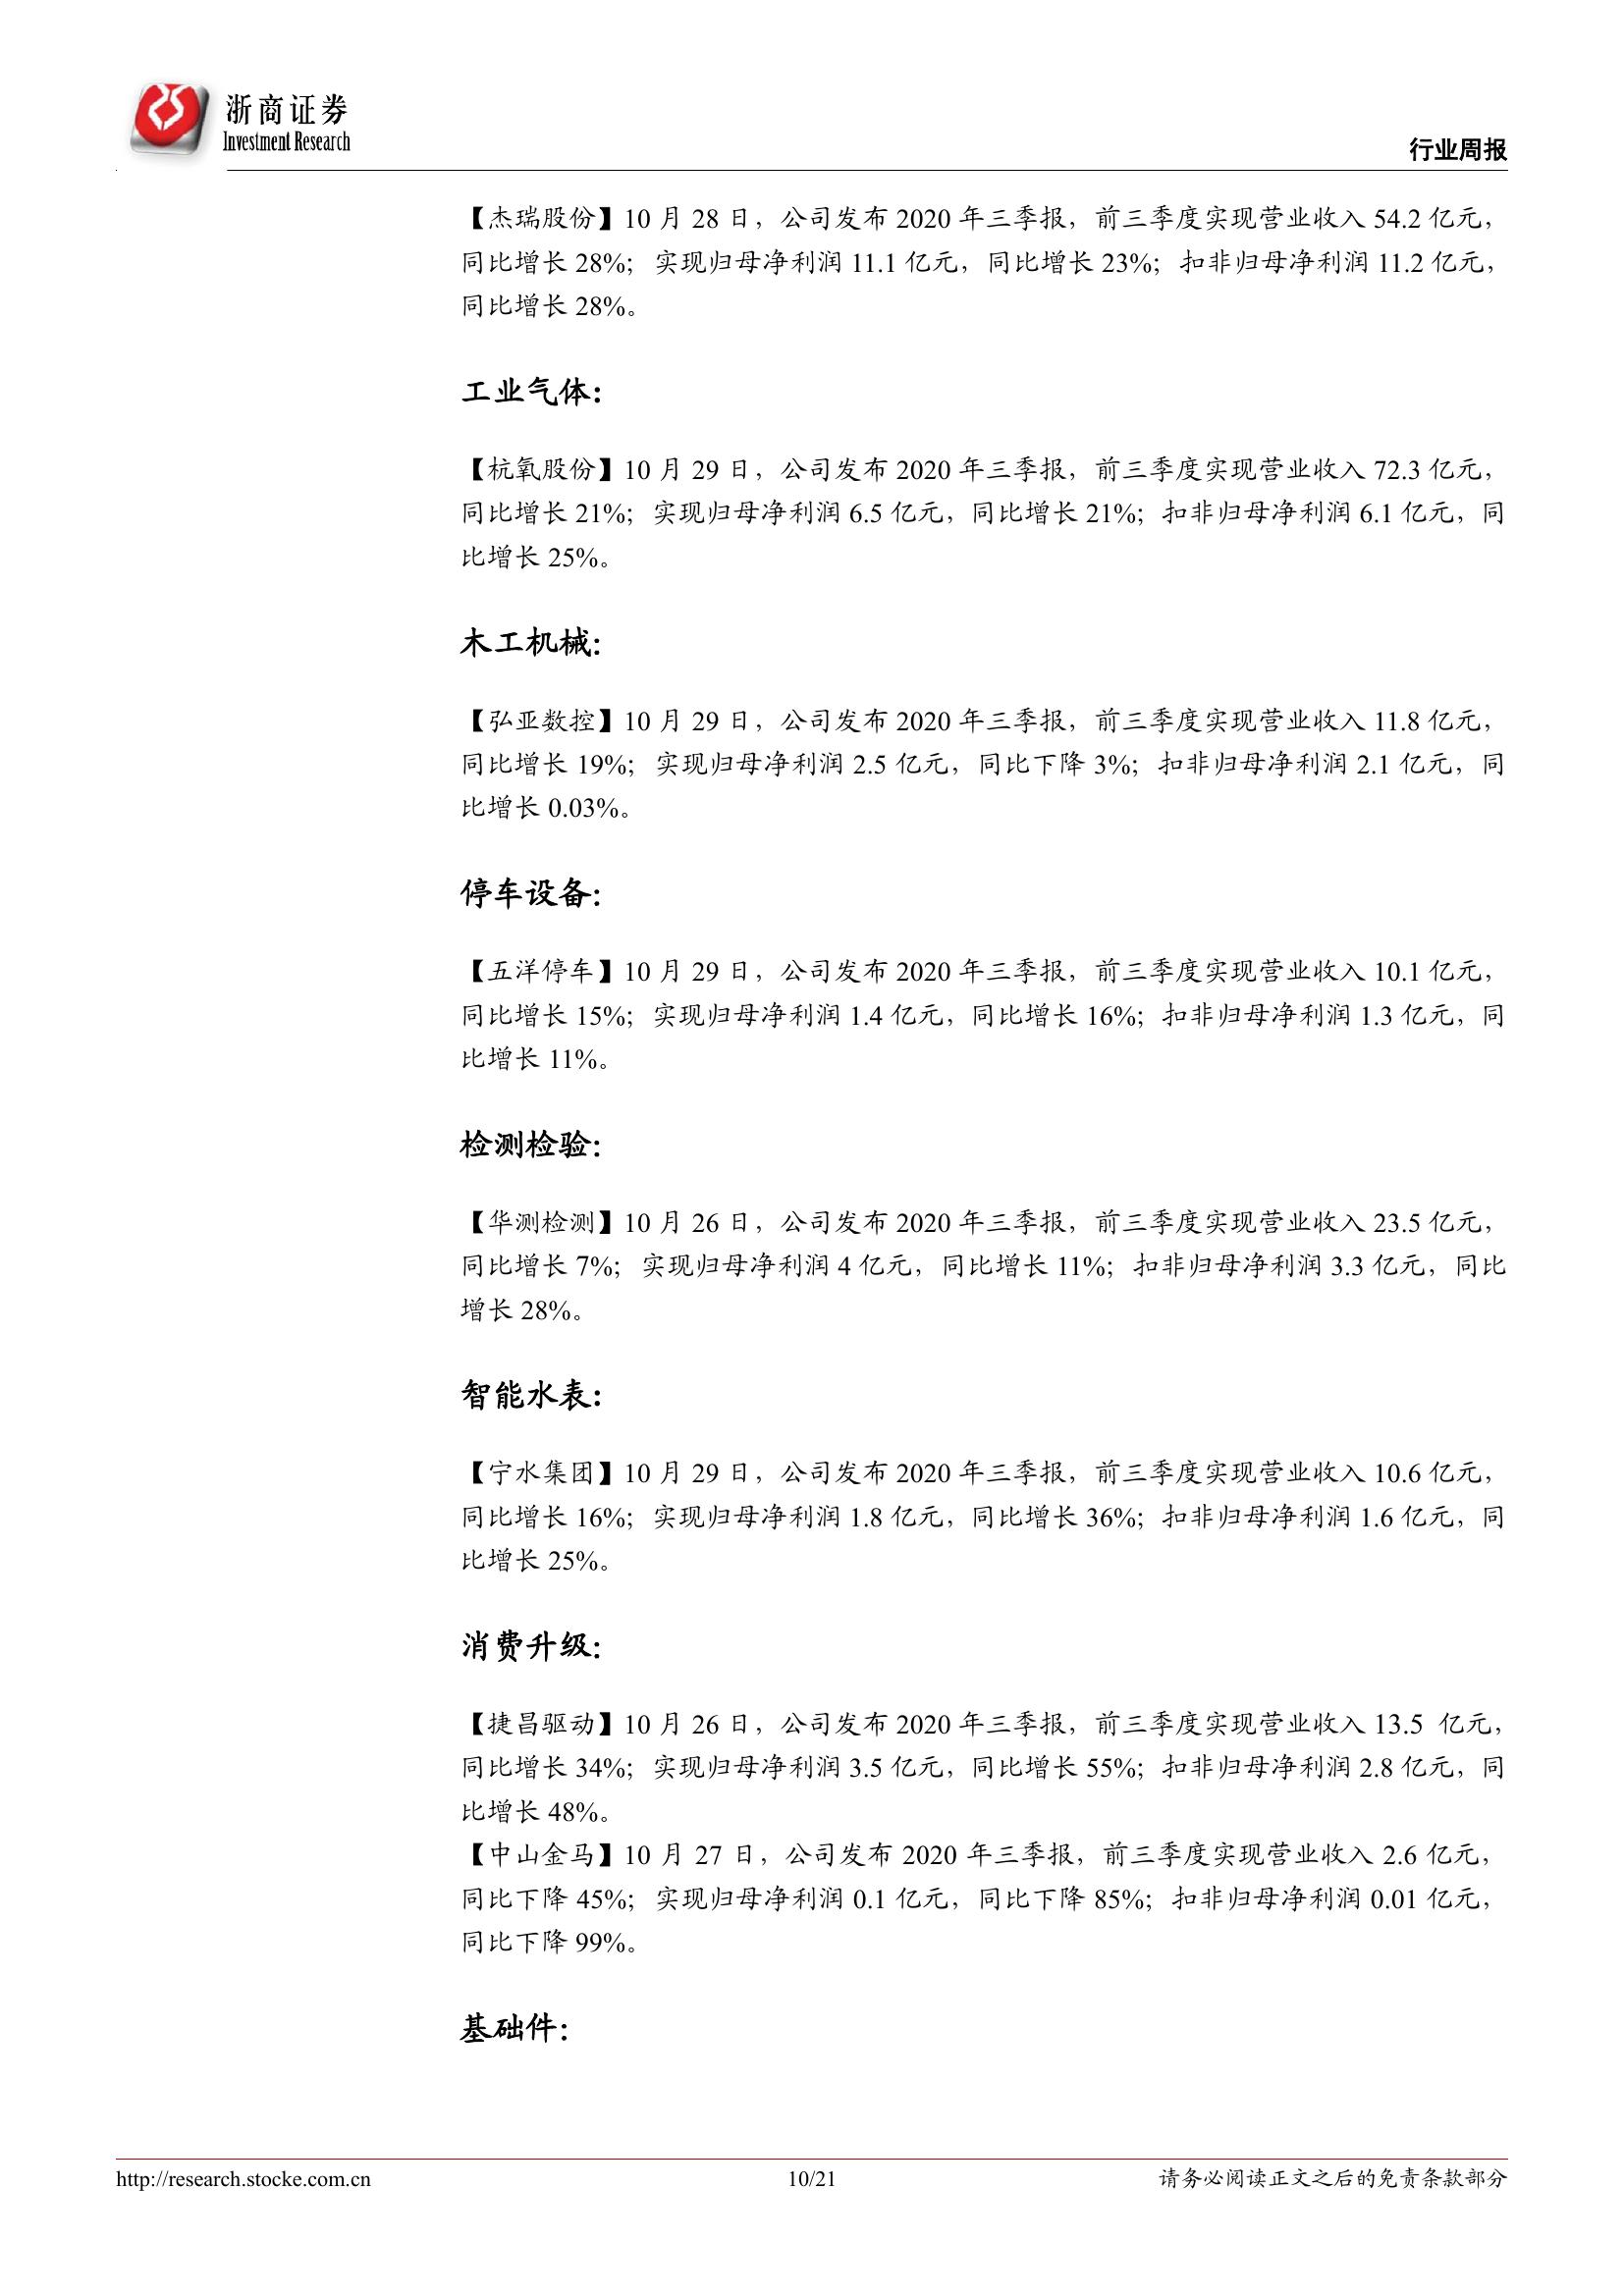 浙商证券
Investment Research
行业周报
【杰瑞股份】10 月 28 日，公司发布 2020 年三季报，前三季度实现营业收入 54.2 亿元，
同比增长 28%；实现归母净利润 11.1 亿元，同比增长 23%；扣非归母净利润 11.2 亿元，
同比增长 28%。
工业气体：
【杭氧股份】10 月 29 日，公司发布 2020 年三季报，前三季度实现营业收入 72.3 亿元，
同比增长 21%；实现归母净利润 6.5 亿元，同比增长 21%；扣非归母净利润 6.1 亿元，同
比增长 25%。
木工机械：
【弘亚数控】10 月 29 日，公司发布 2020 年三季报，前三季度实现营业收入 11.8 亿元，
同比增长 19%；实现归母净利润 2.5 亿元，同比下降 3%；扣非归母净利润 2.1 亿元，同
比增长 0.03%。
停车设备：
【五洋停车】10 月 29 日，公司发布 2020 年三季报，前三季度实现营业收入 10.1 亿元，
同比增长 15%；实现归母净利润 1.4 亿元，同比增长 16%；扣非归母净利润 1.3 亿元，同
比增长 11%。
检测检验：
【华测检测】10 月 26 日，公司发布 2020 年三季报，前三季度实现营业收入 23.5 亿元，
同比增长 7%；实现归母净利润 4 亿元，同比增长 11%；扣非归母净利润 3.3 亿元，同比
增长 28%。
智能水表：
【宁水集团】10 月 29 日，公司发布 2020 年三季报，前三季度实现营业收入 10.6 亿元，
同比增长 16%；实现归母净利润 1.8 亿元，同比增长 36%；扣非归母净利润 1.6 亿元，同
比增长 25%。
消费升级：
【捷昌驱动】10 月 26 日，公司发布 2020 年三季报，前三季度实现营业收入 13.5 亿元，
同比增长 34%；实现归母净利润 3.5 亿元，同比增长 55%；扣非归母净利润 2.8 亿元，同
比增长 48%。
【中山金马】10 月 27 日，公司发布 2020 年三季报，前三季度实现营业收入 2.6 亿元，
同比下降 45%；实现归母净利润 0.1 亿元，同比下降 85%；扣非归母净利润 0.01 亿元，
同比下降 99%。
基础件：
http://research.stocke.com.cn
10/21
请务必阅读正文之后的免责条款部分